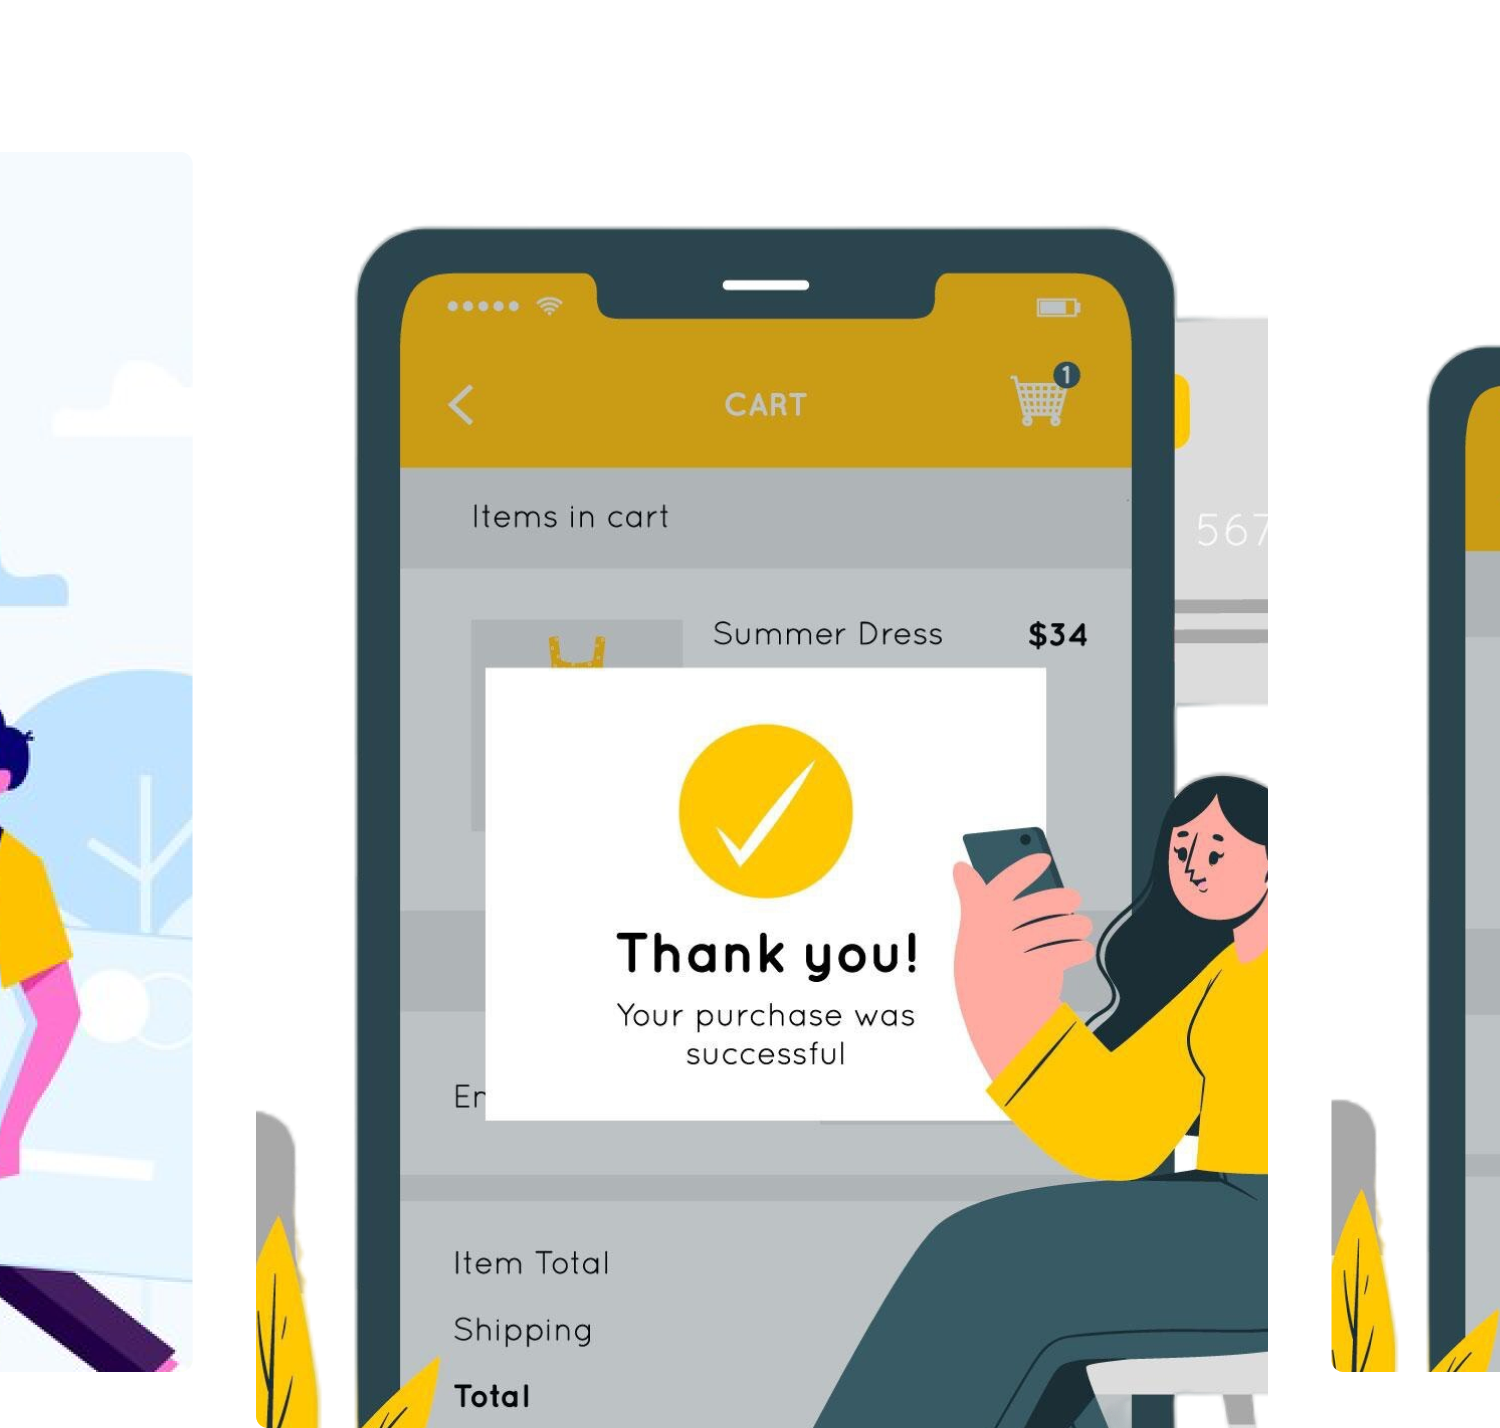 CART
1
Items in cart
567
Summer Dress $34
Thank you!
Your purchase was
successful
Item Total
Shipping
Total